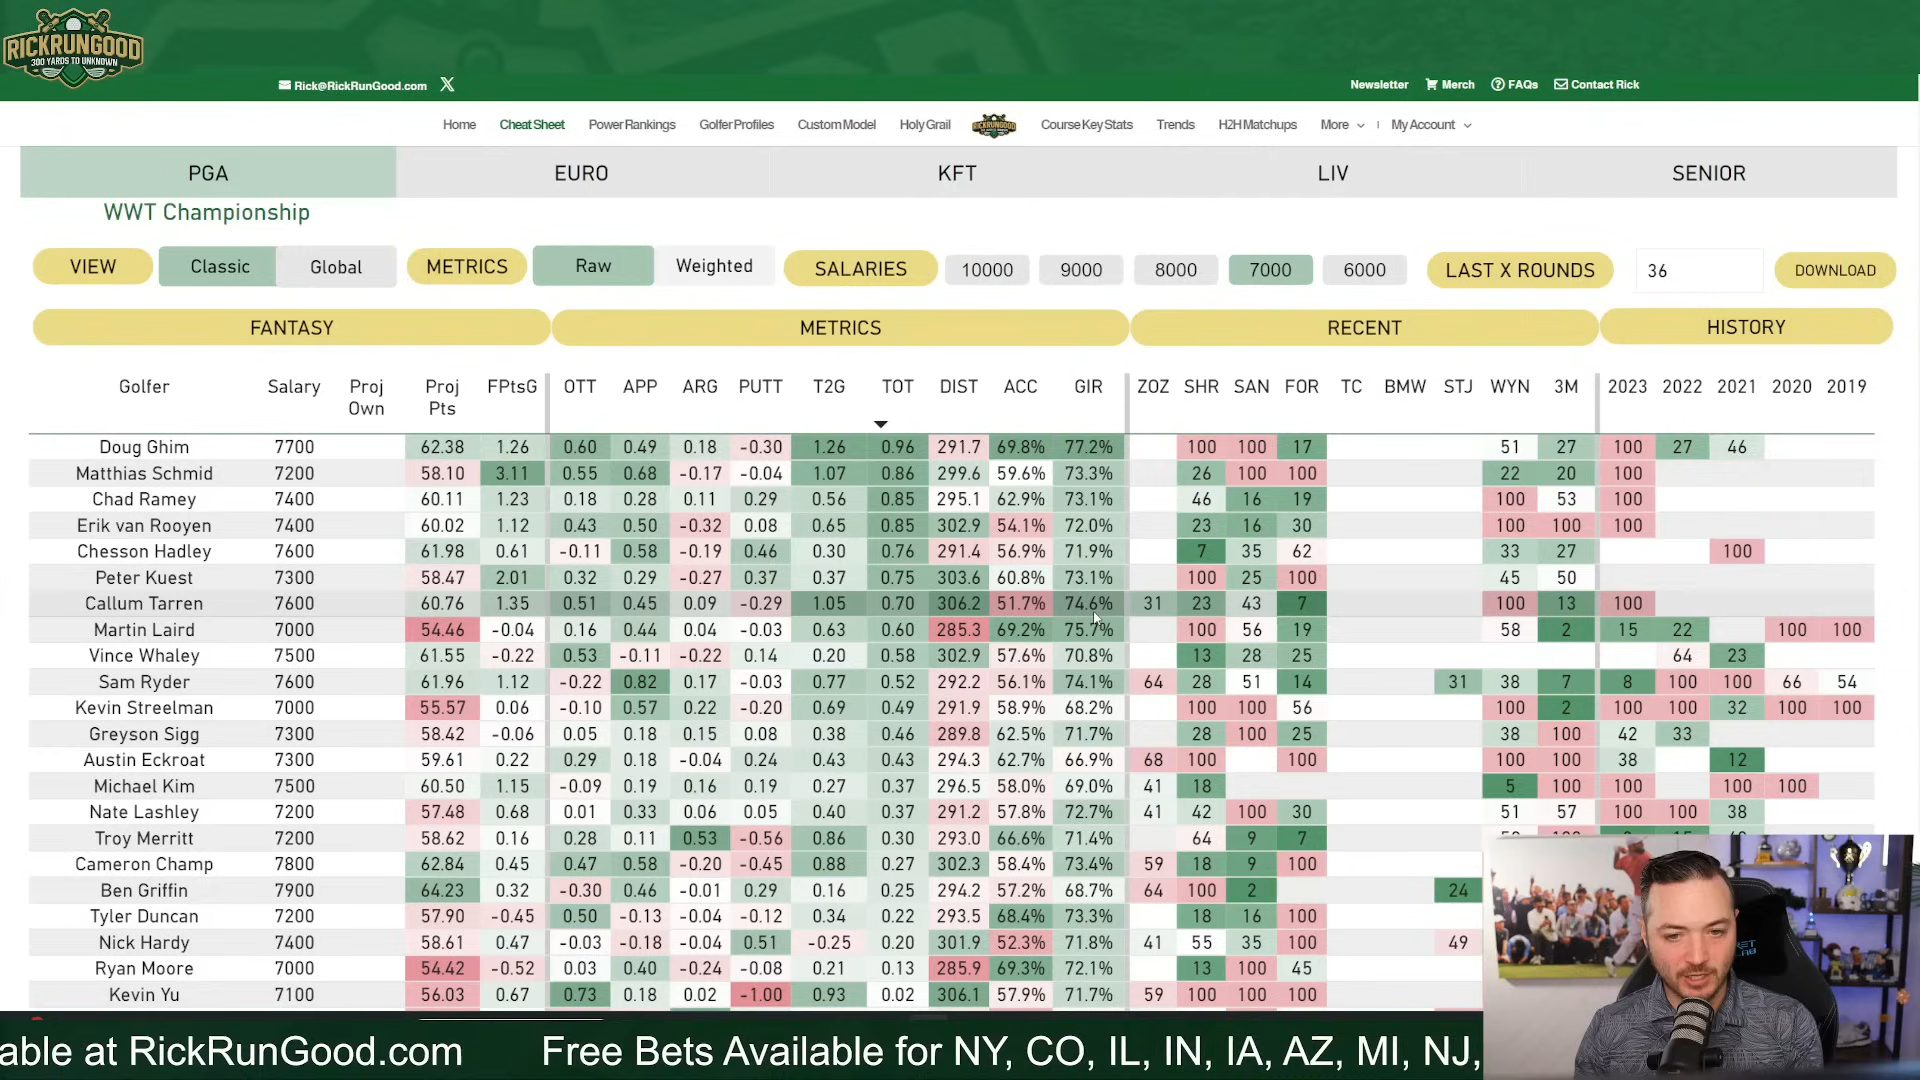 RICKRUNGOOD
300 YARDS TO UNKNOWN
Rick@RickRunGood.com
Newsletter Merch FAQs Contact Rick
Home Cheat Sheet Power Rankings Golfer Profiles Custom Model Holy Grail RICKRUNGOOD Course Key Stats Trends H2H Matchups More My Account
PGA EURO KFT LIV SENIOR
WWT Championship
VIEW Classic Global METRICS Raw Weighted SALARIES 10000 9000 8000 7000 6000 LAST X ROUNDS 36 DOWNLOAD
FANTASY METRICS RECENT HISTORY
Golfer Salary Proj Own Proj Pts FPtsG OTT APP ARG PUTT T2G TOT DIST ACC GIR ZOZ SHR SAN FOR TC BMW STJ WYN 3M 2023 2022 2021 2020 2019
Doug Ghim 7700 62.38 1.26 0.60 0.49 0.18 -0.30 1.26 0.96 291.7 69.8% 77.2% 100 100 17 51 27 100 27 46
Matthias Schmid 7200 58.10 3.11 0.55 0.68 -0.17 -0.04 1.07 0.86 299.6 59.6% 73.3% 26 100 100 22 20 100
Chad Ramey 7400 60.11 1.23 0.18 0.28 0.11 0.29 0.56 0.85 295.1 62.9% 73.1% 46 16 19 100 53 100
Erik van Rooyen 7400 60.02 1.12 0.43 0.50 -0.32 0.08 0.65 0.85 302.9 54.1% 72.0% 23 16 30 100 100 100
Chesson Hadley 7600 61.98 0.61 -0.11 0.58 -0.19 0.46 0.30 0.76 291.4 56.9% 71.9% 7 35 62 33 27 100
Peter Kuest 7300 58.47 2.01 0.32 0.29 -0.27 0.37 0.37 0.75 303.6 60.8% 73.1% 100 25 100 45 50
Callum Tarren 7600 60.76 1.35 0.51 0.45 0.09 -0.29 1.05 0.70 306.2 51.7% 74.6% 31 23 43 7 100 13 100
Martin Laird 7000 54.46 -0.04 0.16 0.44 0.04 -0.03 0.63 0.60 285.3 69.2% 75.7% 100 56 19 58 2 15 22 100 100
Vince Whaley 7500 61.55 -0.22 0.53 -0.11 -0.22 0.14 0.20 0.58 302.9 57.6% 70.8% 13 28 25 64 23
Sam Ryder 7600 61.96 1.12 -0.22 0.82 0.17 -0.03 0.77 0.52 292.2 56.1% 74.1% 64 28 51 14 31 38 7 8 100 100 66 54
Kevin Streelman 7000 55.57 0.06 -0.10 0.57 0.22 -0.20 0.69 0.49 291.9 58.9% 68.2% 100 100 56 100 2 100 100 32 100 100
Greyson Sigg 7300 58.42 -0.06 0.05 0.18 0.15 0.08 0.38 0.46 289.8 62.5% 71.7% 28 100 25 38 100 42 33
Austin Eckroat 7300 59.61 0.22 0.29 0.18 -0.04 0.24 0.43 0.43 294.3 62.7% 66.9% 68 100 100 100 100 38 12
Michael Kim 7500 60.50 1.15 -0.09 0.19 0.16 0.19 0.27 0.37 296.5 58.0% 69.0% 41 18 5 100 100 100 100
Nate Lashley 7200 57.48 0.68 0.01 0.33 0.06 0.05 0.40 0.37 291.2 57.8% 72.7% 41 42 100 30 51 57 100 100 38
Troy Merritt 7200 58.62 0.16 0.28 0.11 0.53 -0.56 0.86 0.30 293.0 66.6% 71.4% 64 9 7
Cameron Champ 7800 62.84 0.45 0.47 0.58 -0.20 -0.45 0.88 0.27 302.3 58.4% 73.4% 59 18 9 100
Ben Griffin 7900 64.23 0.32 -0.30 0.46 -0.01 0.29 0.16 0.25 294.2 57.2% 68.7% 64 100 2 24
Tyler Duncan 7200 57.90 -0.45 0.50 -0.13 -0.04 -0.12 0.34 0.22 293.5 68.4% 73.3% 18 16 100
Nick Hardy 7400 58.61 0.47 -0.03 -0.18 -0.04 0.51 -0.25 0.20 301.9 52.3% 71.8% 41 55 35 100 49
Ryan Moore 7000 54.42 -0.52 0.03 0.40 -0.24 -0.08 0.21 0.13 285.9 69.3% 72.1% 13 100 45
Kevin Yu 7100 56.03 0.67 0.73 0.18 0.02 -1.00 0.93 0.02 306.1 57.9% 71.7% 59 100 100 100
able at RickRunGood.com Free Bets Available for NY, CO, IL, IN, IA, AZ, MI, NJ,